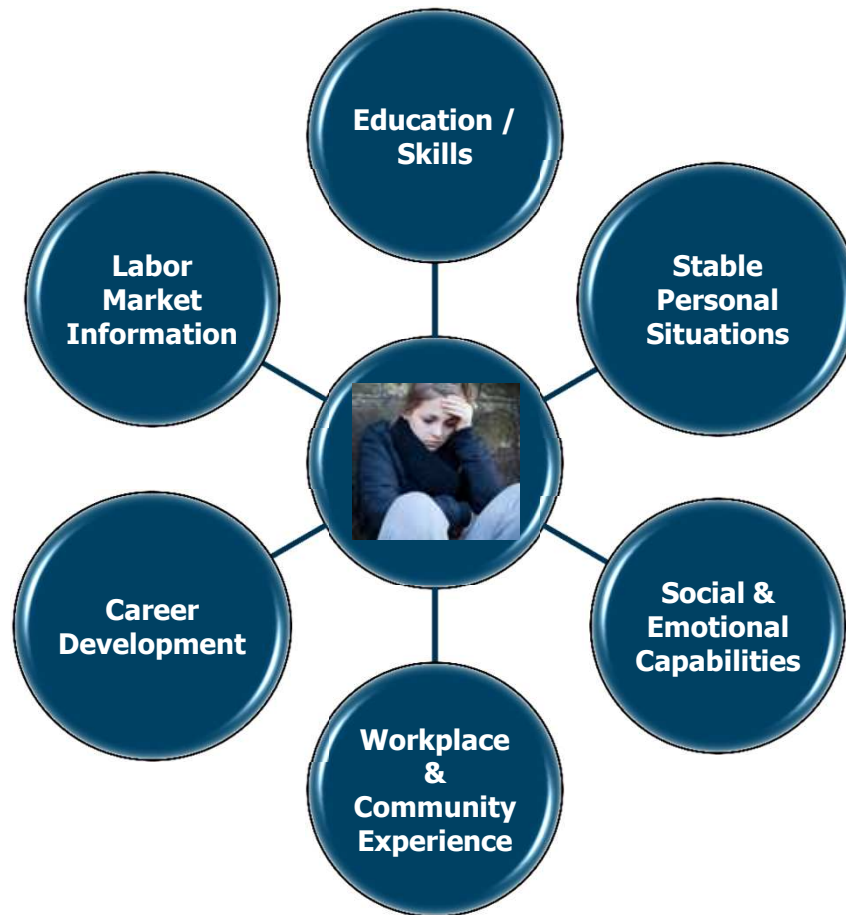 Education /
Skills
Stable
Personal
Situations
Social &
Emotional
Capabilities
Workplace
&
Community
Experience
Career
Development
Labor
Market
Information